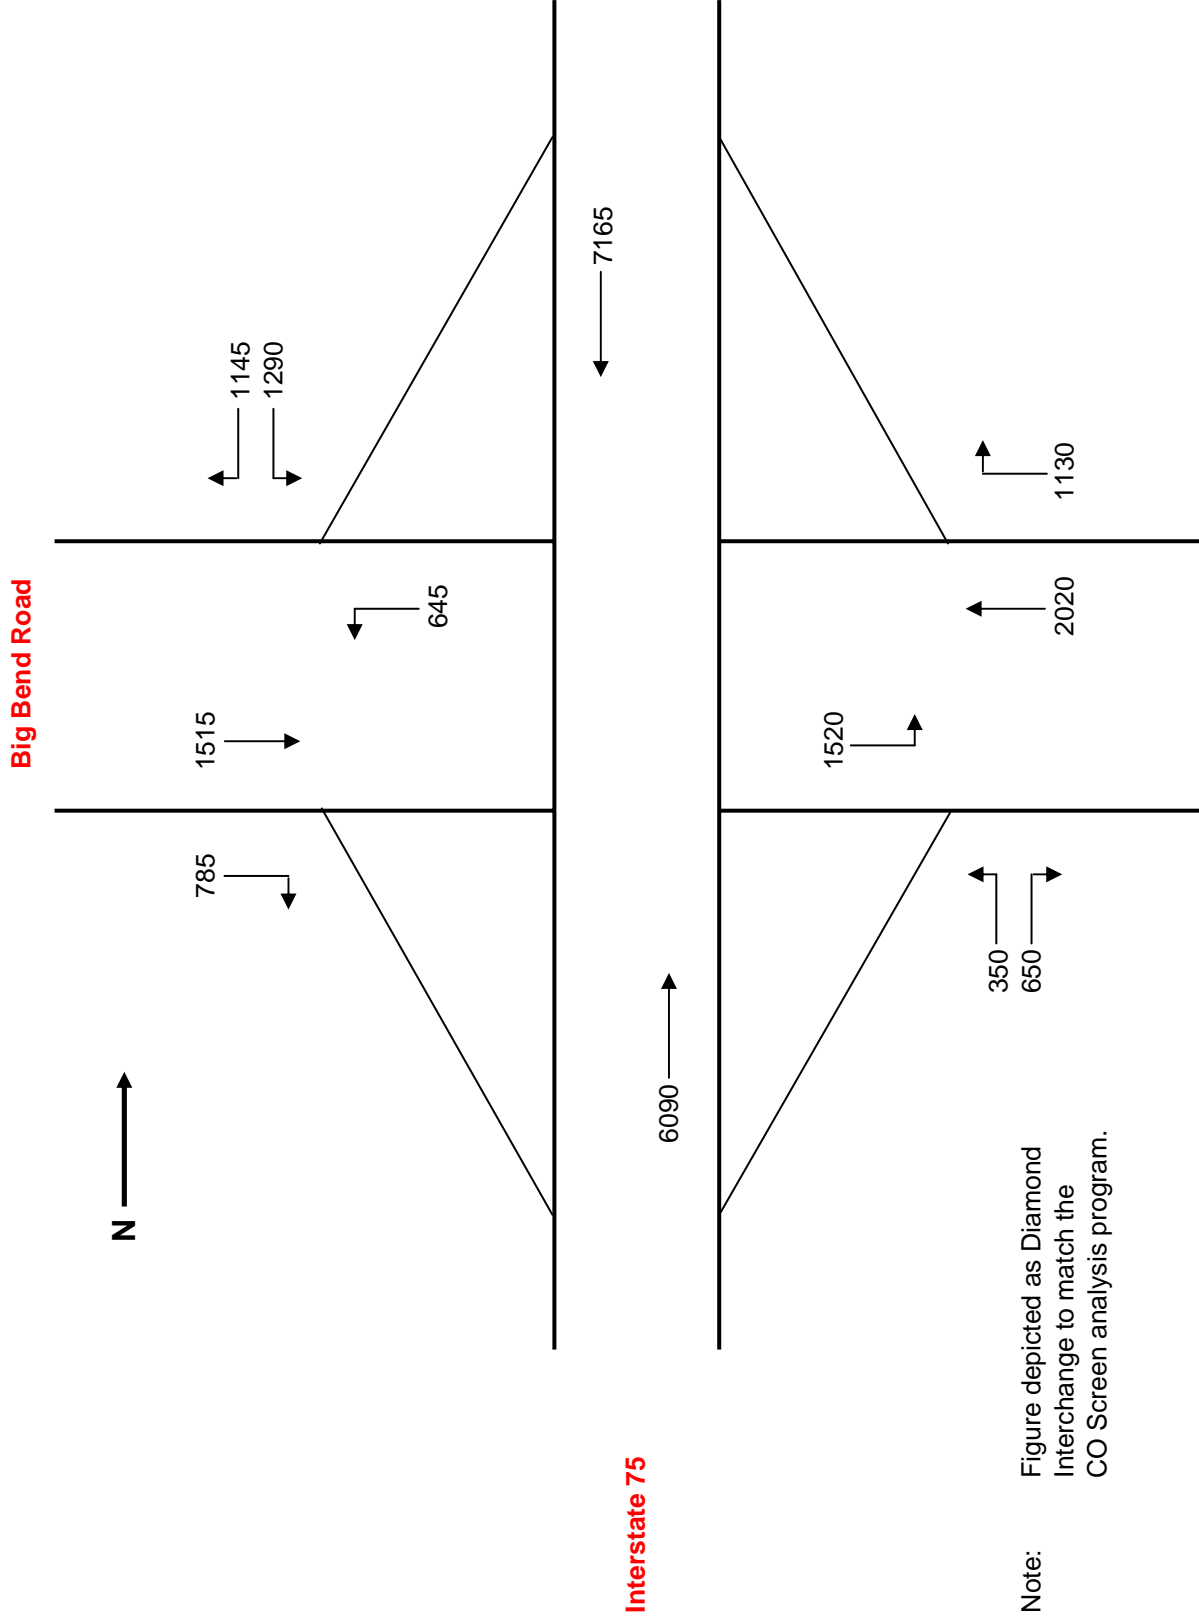 Big Bend Road
1145
1290
7165
645
1515
785
1130
2020
1520
350
650
6090
N
Interstate 75
Note: Figure depicted as Diamond
Interchange to match the
CO Screen analysis program.